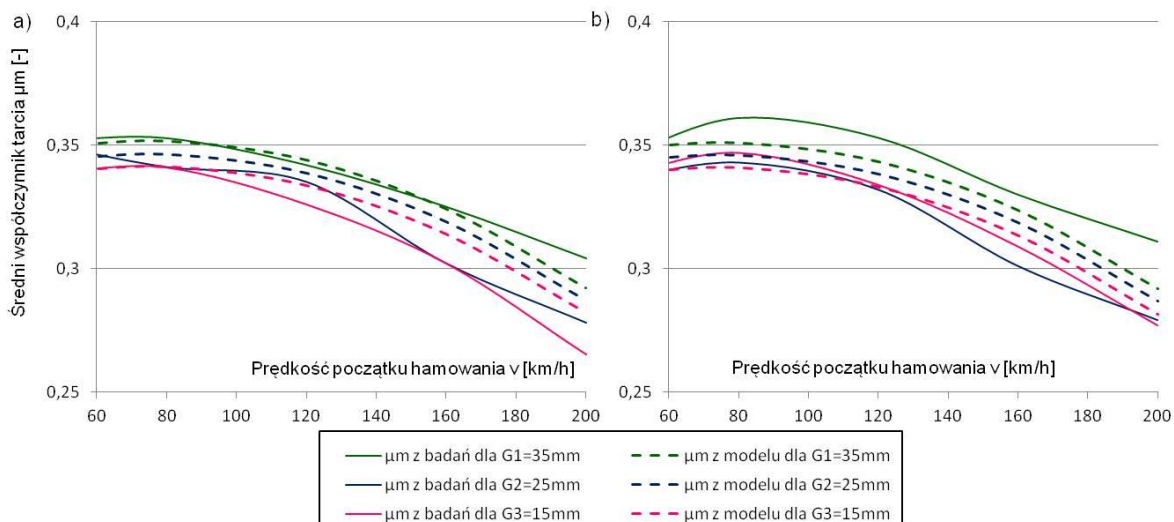 a)
Średni współczynnik tarcia µm [-]
0,4
0,35
0,3
0,25
Prędkość początku hamowania v [km/h]
60 80 100 120 140 160 180 200
b)
0,4
0,35
0,3
0,25
Prędkość początku hamowania v [km/h]
60 80 100 120 140 160 180 200
µm z badań dla G1=35mm
µm z modelu dla G1=35mm
µm z badań dla G2=25mm
µm z modelu dla G2=25mm
µm z badań dla G3=15mm
µm z modelu dla G3=15mm